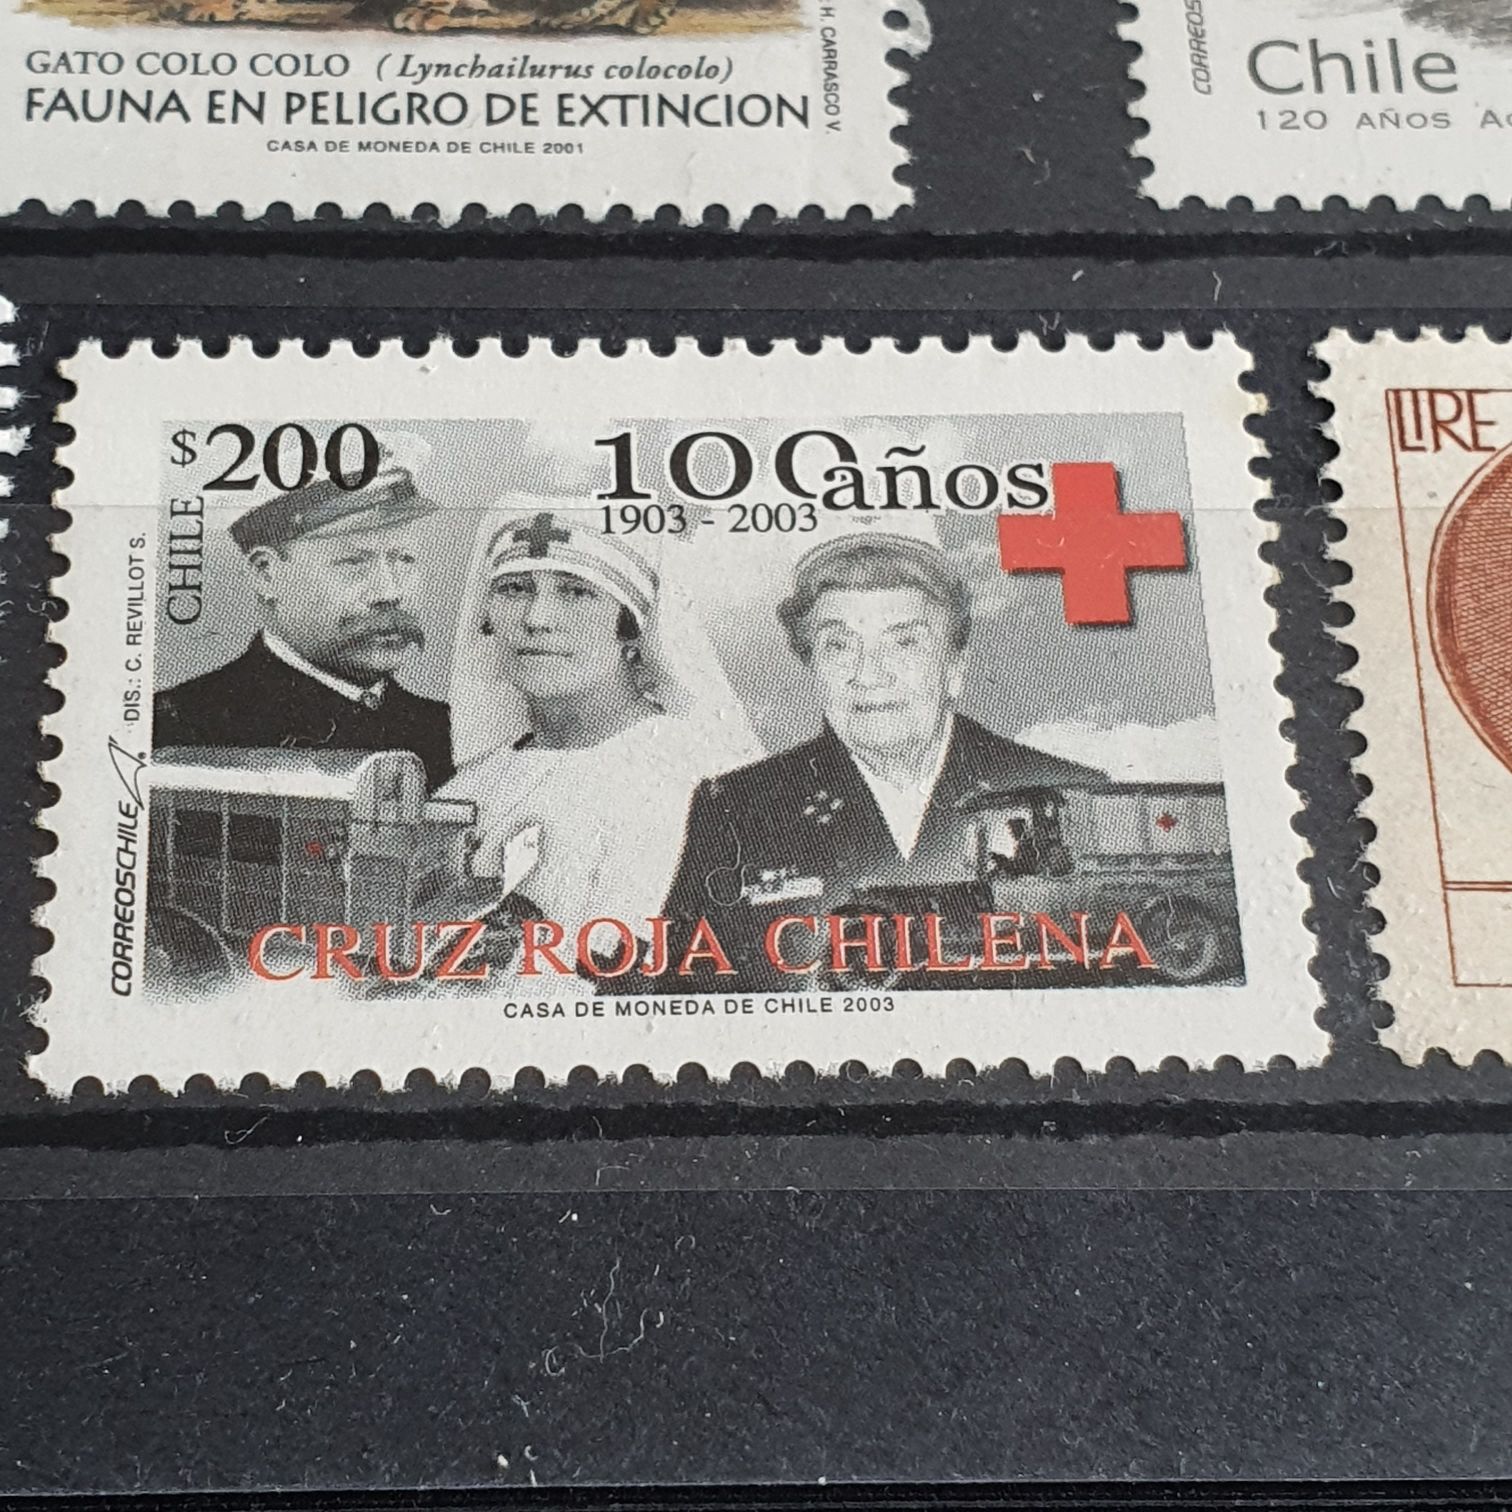 GATO COLO COLO (Lynchailurus colocolo)
FAUNA EN PELIGRO DE EXTINCION
CASA DE MONEDA DE CHILE 2001
H. CARRASCO V.
CORREOS
Chile
120 AÑOS
$200
CHILE
100años
1903 - 2003
DIS.: C. REVILLOT S.
CORREOSCHILE
CRUZ ROJA CHILENA
CASA DE MONEDA DE CHILE 2003
LIRE